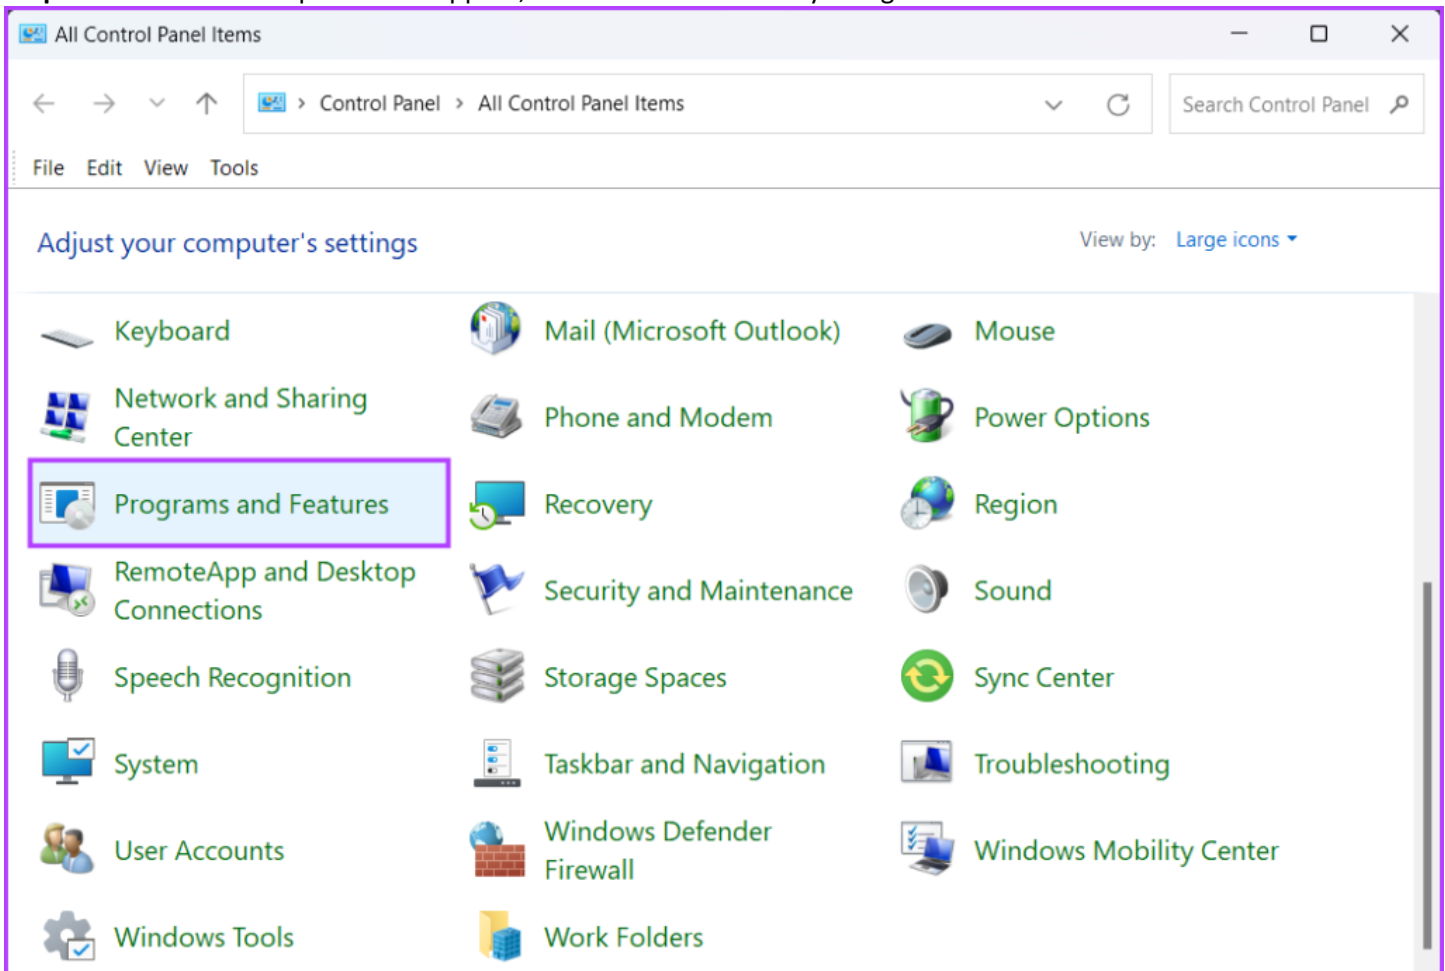 All Control Panel Items
Control Panel > All Control Panel Items
Search Control Panel
File Edit View Tools
Adjust your computer's settings
View by: Large icons
Keyboard
Mail (Microsoft Outlook)
Mouse
Network and Sharing
Center
Phone and Modem
Power Options
Programs and Features
Recovery
Region
RemoteApp and Desktop
Connections
Security and Maintenance
Sound
Speech Recognition
Storage Spaces
Sync Center
System
Taskbar and Navigation
Troubleshooting
User Accounts
Windows Defender
Firewall
Windows Mobility Center
Windows Tools
Work Folders